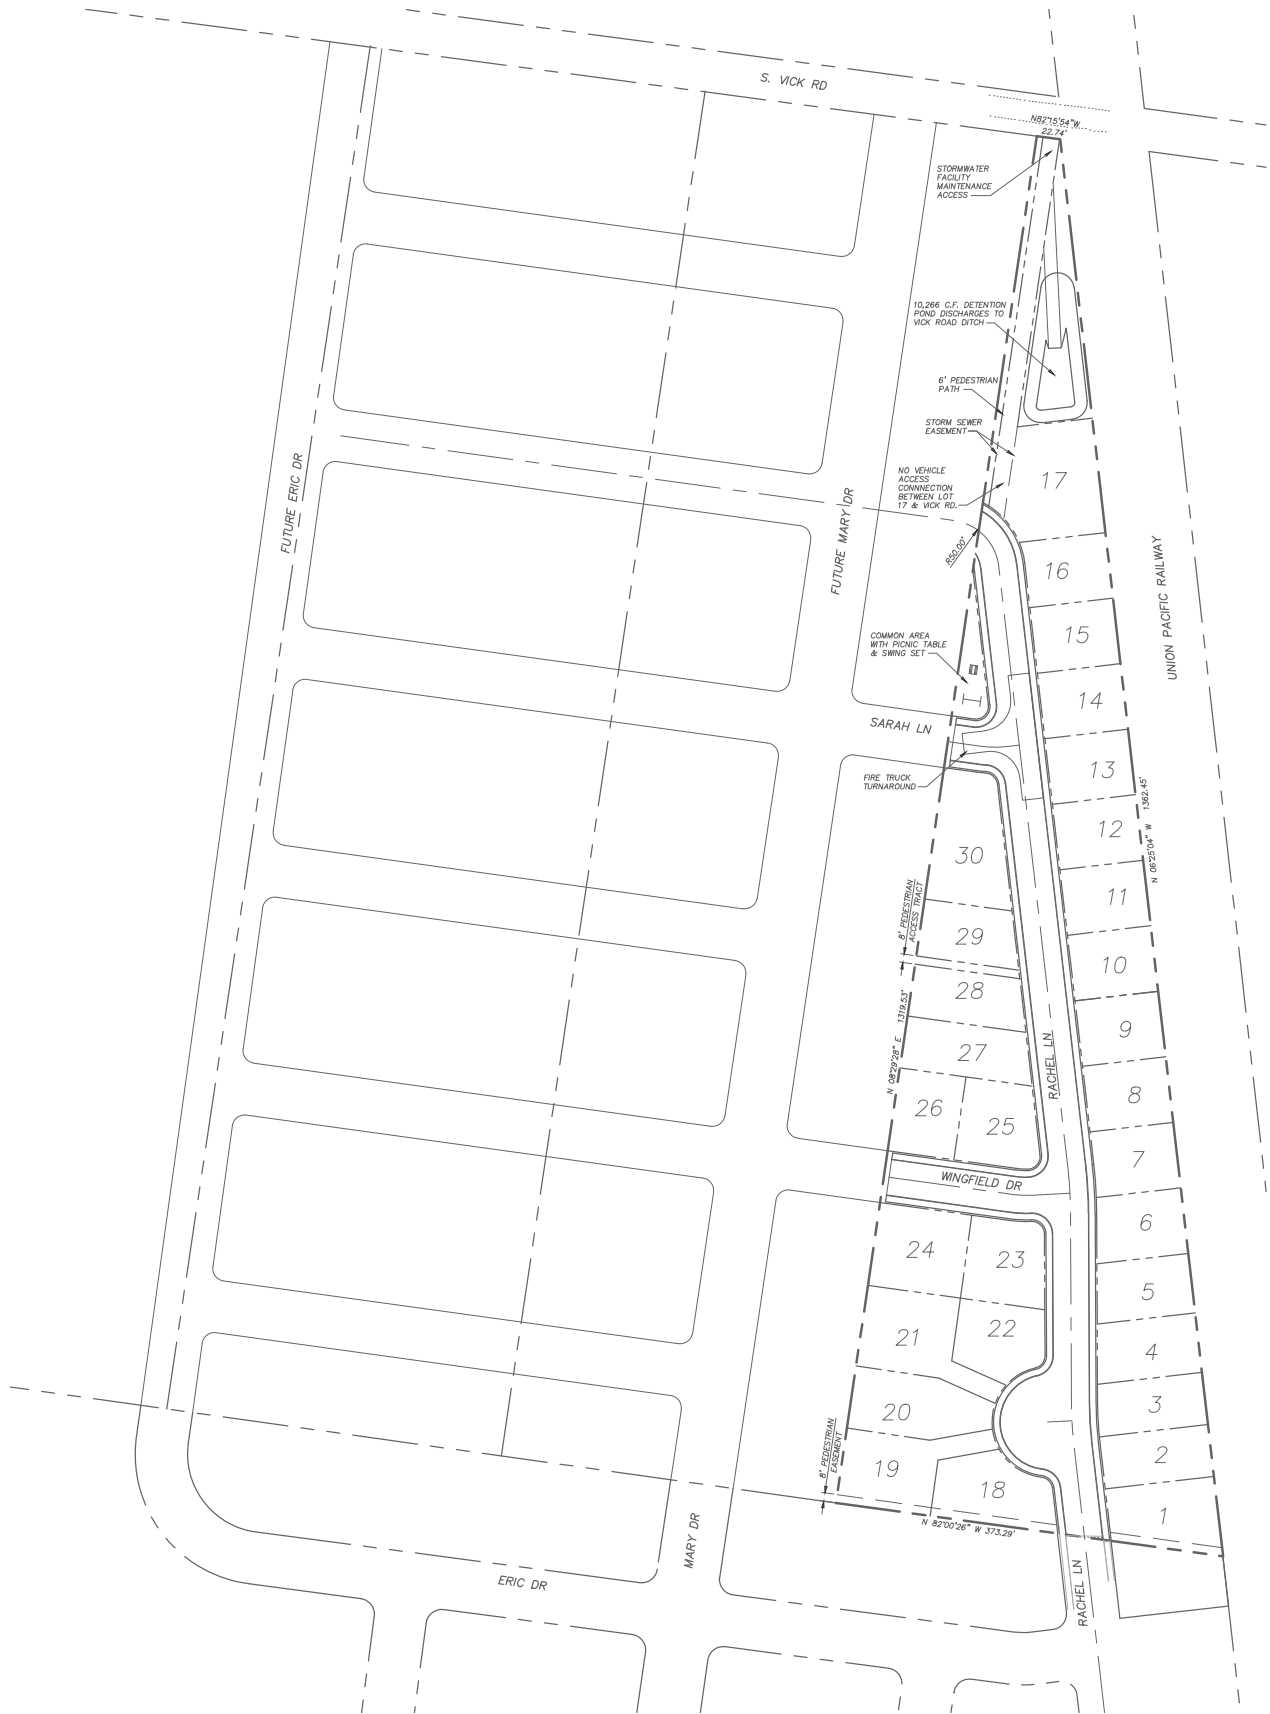 S. VICK RD
N82°15'54"W
22.74'
STORMWATER
FACILITY
MAINTENANCE
ACCESS
10,266 C.F. DETENTION
POND DISCHARGES TO
VICK ROAD DITCH
6' PEDESTRIAN
PATH
STORM SEWER
EASEMENT
NO VEHICLE
ACCESS
CONNNECTION
BETWEEN LOT
17 & VICK RD.
17
FUTURE ERIC DR
FUTURE MARY DR
R50.00'
16
UNION PACIFIC RAILWAY
15
COMMON AREA
WITH PICNIC TABLE
& SWING SET
14
SARAH LN
13
FIRE TRUCK
TURNAROUND
12
N 06°25'04" W 1362.45'
30
11
8' PEDESTRIAN
ACCESS TRACT
29
10
28
9
N 08°29'28" E 1319.53'
27
RACHEL LN
8
26
25
7
WINGFIELD DR
6
24
23
5
22
21
4
3
20
8' PEDESTRIAN
EASEMENT
2
19
18
1
N 82°00'26" W 373.29'
MARY DR
ERIC DR
RACHEL LN